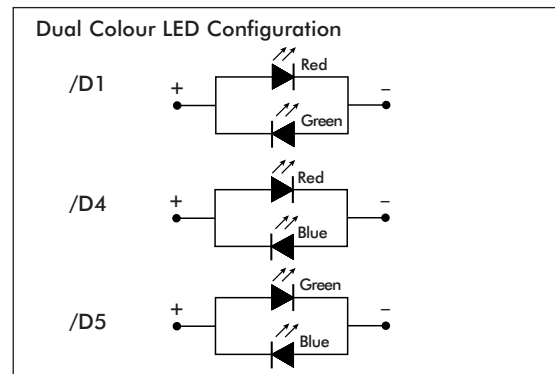 Dual Colour LED Configuration
/D1
+
Red
Green
–
/D4
+
Red
Blue
–
/D5
+
Green
Blue
–